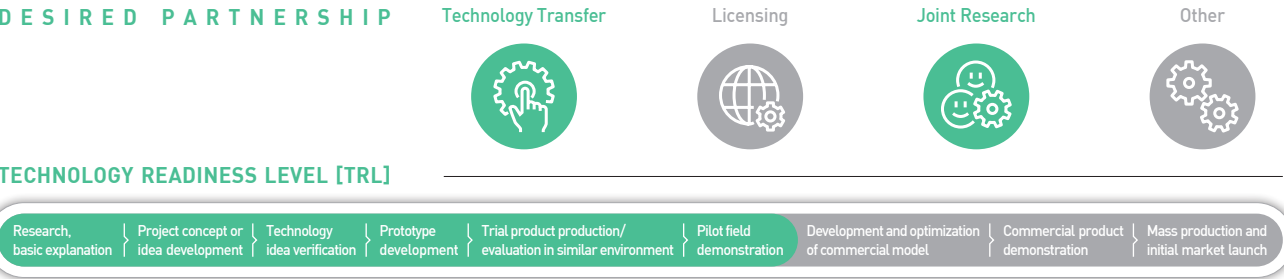 DESIRED PARTNERSHIP
Technology Transfer
Licensing
Joint Research
Other
TECHNOLOGY READINESS LEVEL [TRL]
Research,
basic explanation
Project concept or
idea development
Technology
idea verification
Prototype
development
Trial product production/
evaluation in similar environment
Pilot field
demonstration
Development and optimization
of commercial model
Commercial product
demonstration
Mass production and
initial market launch